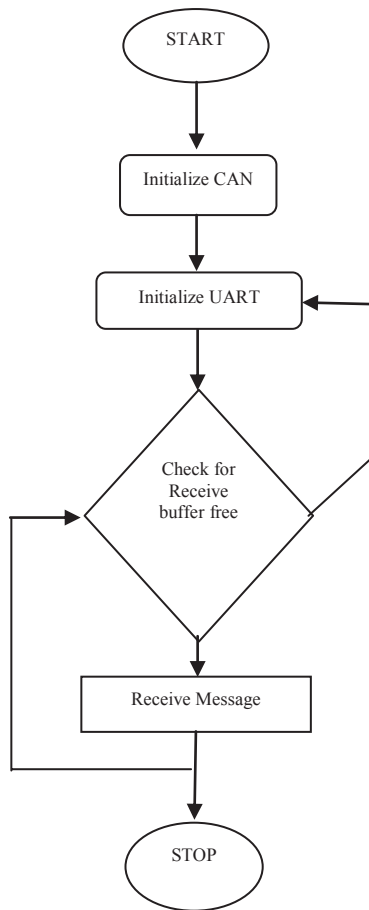 START
Initialize CAN
Initialize UART
Check for
Receive
buffer free
Receive Message
STOP